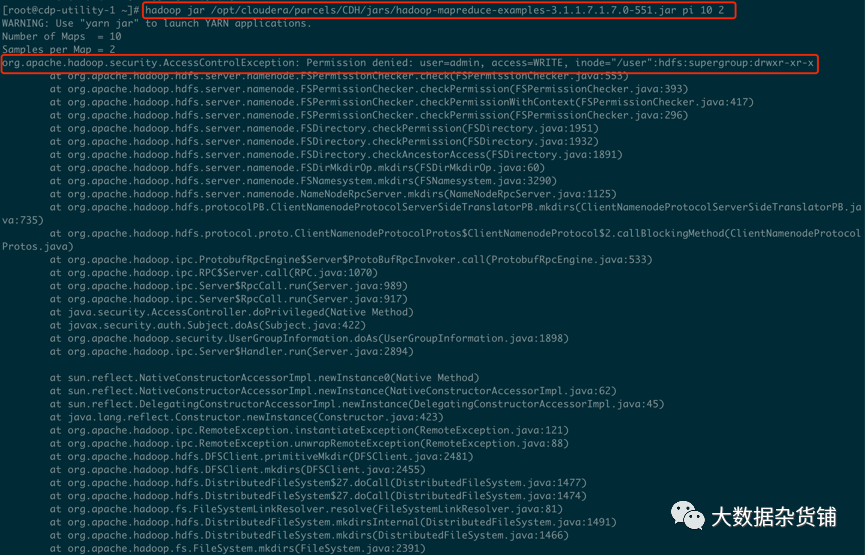 [root@cdp-utility-1 ~]# hadoop jar /opt/cloudera/parcels/CDH/jars/hadoop-mapreduce-examples-3.1.1.7.1.7.0-551.jar pi 10 2
WARNING: Use "yarn jar" to launch YARN applications.
Number of Maps  = 10
Samples per Map = 2
org.apache.hadoop.security.AccessControlException: Permission denied: user=admin, access=WRITE, inode="/user":hdfs:supergroup:drwxr-xr-x
at org.apache.hadoop.hdfs.server.namenode.FSPermissionChecker.check(FSPermissionChecker.java:553)
at org.apache.hadoop.hdfs.server.namenode.FSPermissionChecker.checkPermission(FSPermissionChecker.java:393)
at org.apache.hadoop.hdfs.server.namenode.FSPermissionChecker.checkPermissionWithContext(FSPermissionChecker.java:417)
at org.apache.hadoop.hdfs.server.namenode.FSPermissionChecker.checkPermission(FSPermissionChecker.java:296)
at org.apache.hadoop.hdfs.server.namenode.FSDirectory.checkPermission(FSDirectory.java:1951)
at org.apache.hadoop.hdfs.server.namenode.FSDirectory.checkPermission(FSDirectory.java:1932)
at org.apache.hadoop.hdfs.server.namenode.FSDirectory.checkAncestorAccess(FSDirectory.java:1891)
at org.apache.hadoop.hdfs.server.namenode.FSDirMkdirOp.mkdirs(FSDirMkdirOp.java:60)
at org.apache.hadoop.hdfs.server.namenode.FSNamesystem.mkdirs(FSNamesystem.java:3290)
at org.apache.hadoop.hdfs.server.namenode.NameNodeRpcServer.mkdirs(NameNodeRpcServer.java:1125)
at org.apache.hadoop.hdfs.protocolPB.ClientNamenodeProtocolServerSideTranslatorPB.mkdirs(ClientNamenodeProtocolServerSideTranslatorPB.ja
va:735)
at org.apache.hadoop.hdfs.protocol.proto.ClientNamenodeProtocolProtos$ClientNamenodeProtocol$2.callBlockingMethod(ClientNamenodeProtocol
Protos.java)
at org.apache.hadoop.ipc.ProtobufRpcEngine$Server$ProtoBufRpcInvoker.call(ProtobufRpcEngine.java:533)
at org.apache.hadoop.ipc.RPC$Server.call(RPC.java:1070)
at org.apache.hadoop.ipc.Server$RpcCall.run(Server.java:989)
at org.apache.hadoop.ipc.Server$RpcCall.run(Server.java:917)
at java.security.AccessController.doPrivileged(Native Method)
at javax.security.auth.Subject.doAs(Subject.java:422)
at org.apache.hadoop.security.UserGroupInformation.doAs(UserGroupInformation.java:1898)
at org.apache.hadoop.ipc.Server$Handler.run(Server.java:2894)
at sun.reflect.NativeConstructorAccessorImpl.newInstance0(Native Method)
at sun.reflect.NativeConstructorAccessorImpl.newInstance(NativeConstructorAccessorImpl.java:62)
at sun.reflect.DelegatingConstructorAccessorImpl.newInstance(DelegatingConstructorAccessorImpl.java:45)
at java.lang.reflect.Constructor.newInstance(Constructor.java:423)
at org.apache.hadoop.ipc.RemoteException.instantiateException(RemoteException.java:121)
at org.apache.hadoop.ipc.RemoteException.unwrapRemoteException(RemoteException.java:88)
at org.apache.hadoop.hdfs.DFSClient.primitiveMkdir(DFSClient.java:2481)
at org.apache.hadoop.hdfs.DFSClient.mkdirs(DFSClient.java:2455)
at org.apache.hadoop.hdfs.DistributedFileSystem$27.doCall(DistributedFileSystem.java:1477)
at org.apache.hadoop.hdfs.DistributedFileSystem$27.doCall(DistributedFileSystem.java:1474)
at org.apache.hadoop.fs.FileSystemLinkResolver.resolve(FileSystemLinkResolver.java:81)
at org.apache.hadoop.hdfs.DistributedFileSystem.mkdirsInternal(DistributedFileSystem.java:1491)
at org.apache.hadoop.hdfs.DistributedFileSystem.mkdirs(DistributedFileSystem.java:1466)
at org.apache.hadoop.fs.FileSystem.mkdirs(FileSystem.java:2391)
大数据杂货铺